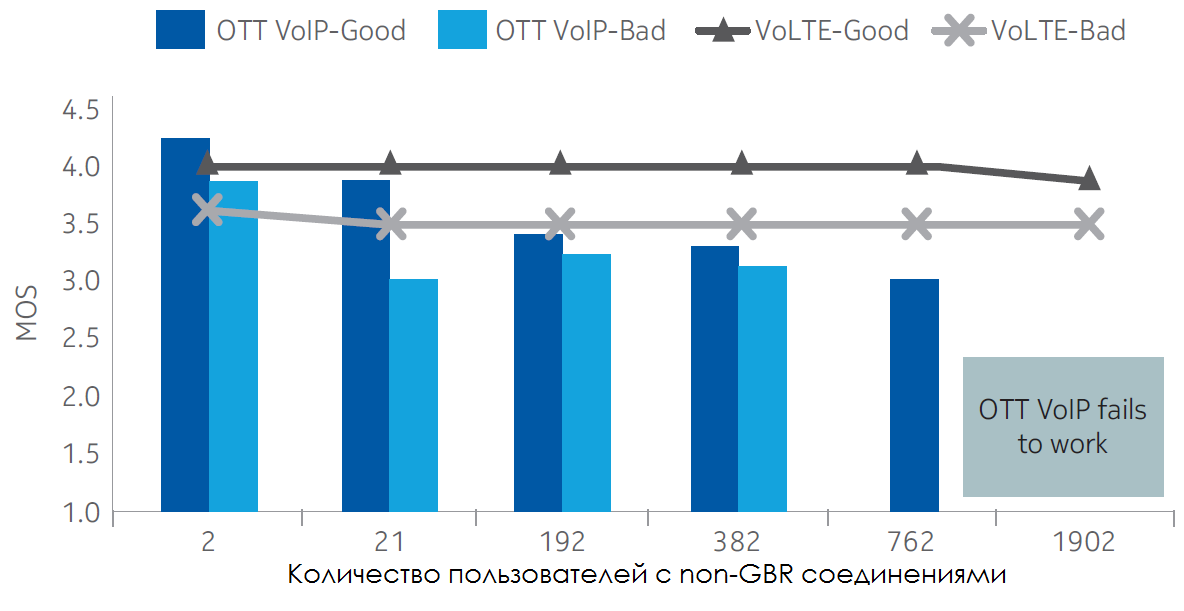 OTT VoIP-Good OTT VoIP-Bad VoLTE-Good VoLTE-Bad
4.5
4.0
3.5
3.0
2.5
2.0
1.5
1.0
MOS
OTT VoIP fails
to work
2 21 192 382 762 1902
Количество пользователей с non-GBR соединениями